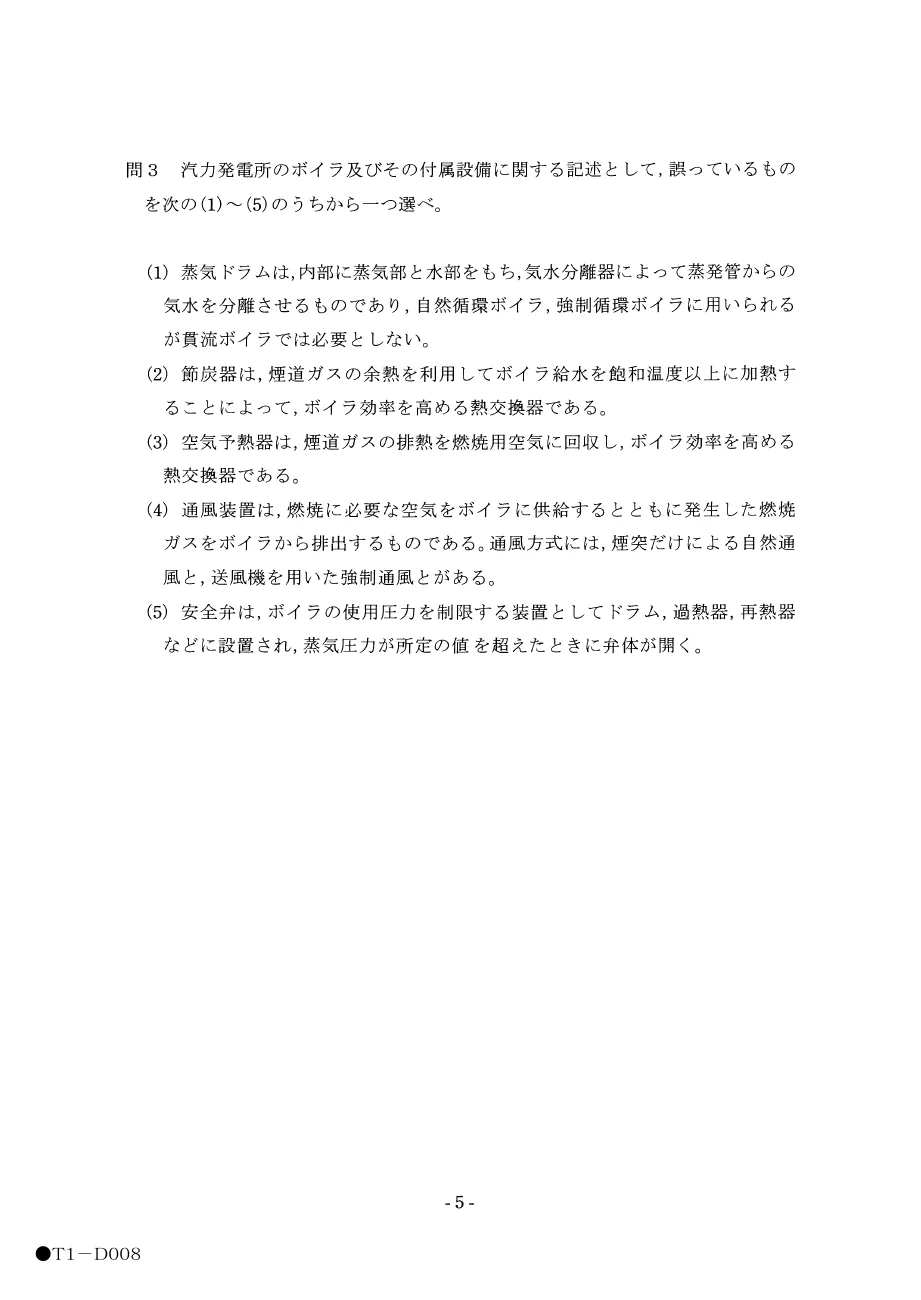 問3 汽力発電所のボイラ及びその付属設備に関する記述として,誤っているもの
を次の(1)～(5)のうちから一つ選べ。
(1) 蒸気ドラムは,内部に蒸気部と水部をもち,気水分離器によって蒸発管からの
気水を分離させるものであり,自然循環ボイラ,強制循環ボイラに用いられる
が貫流ボイラでは必要としない。
(2) 節炭器は,煙道ガスの余熱を利用してボイラ給水を飽和温度以上に加熱す
ることによって,ボイラ効率を高める熱交換器である。
(3) 空気予熱器は,煙道ガスの排熱を燃焼用空気に回収し,ボイラ効率を高める
熱交換器である。
(4) 通風装置は,燃焼に必要な空気をボイラに供給するとともに発生した燃焼
ガスをボイラから排出するものである。通風方式には,煙突だけによる自然通
風と,送風機を用いた強制通風とがある。
(5) 安全弁は,ボイラの使用圧力を制限する装置としてドラム,過熱器,再熱器
などに設置され,蒸気圧力が所定の値を超えたときに弁体が開く。
- 5 -
●T1－D008